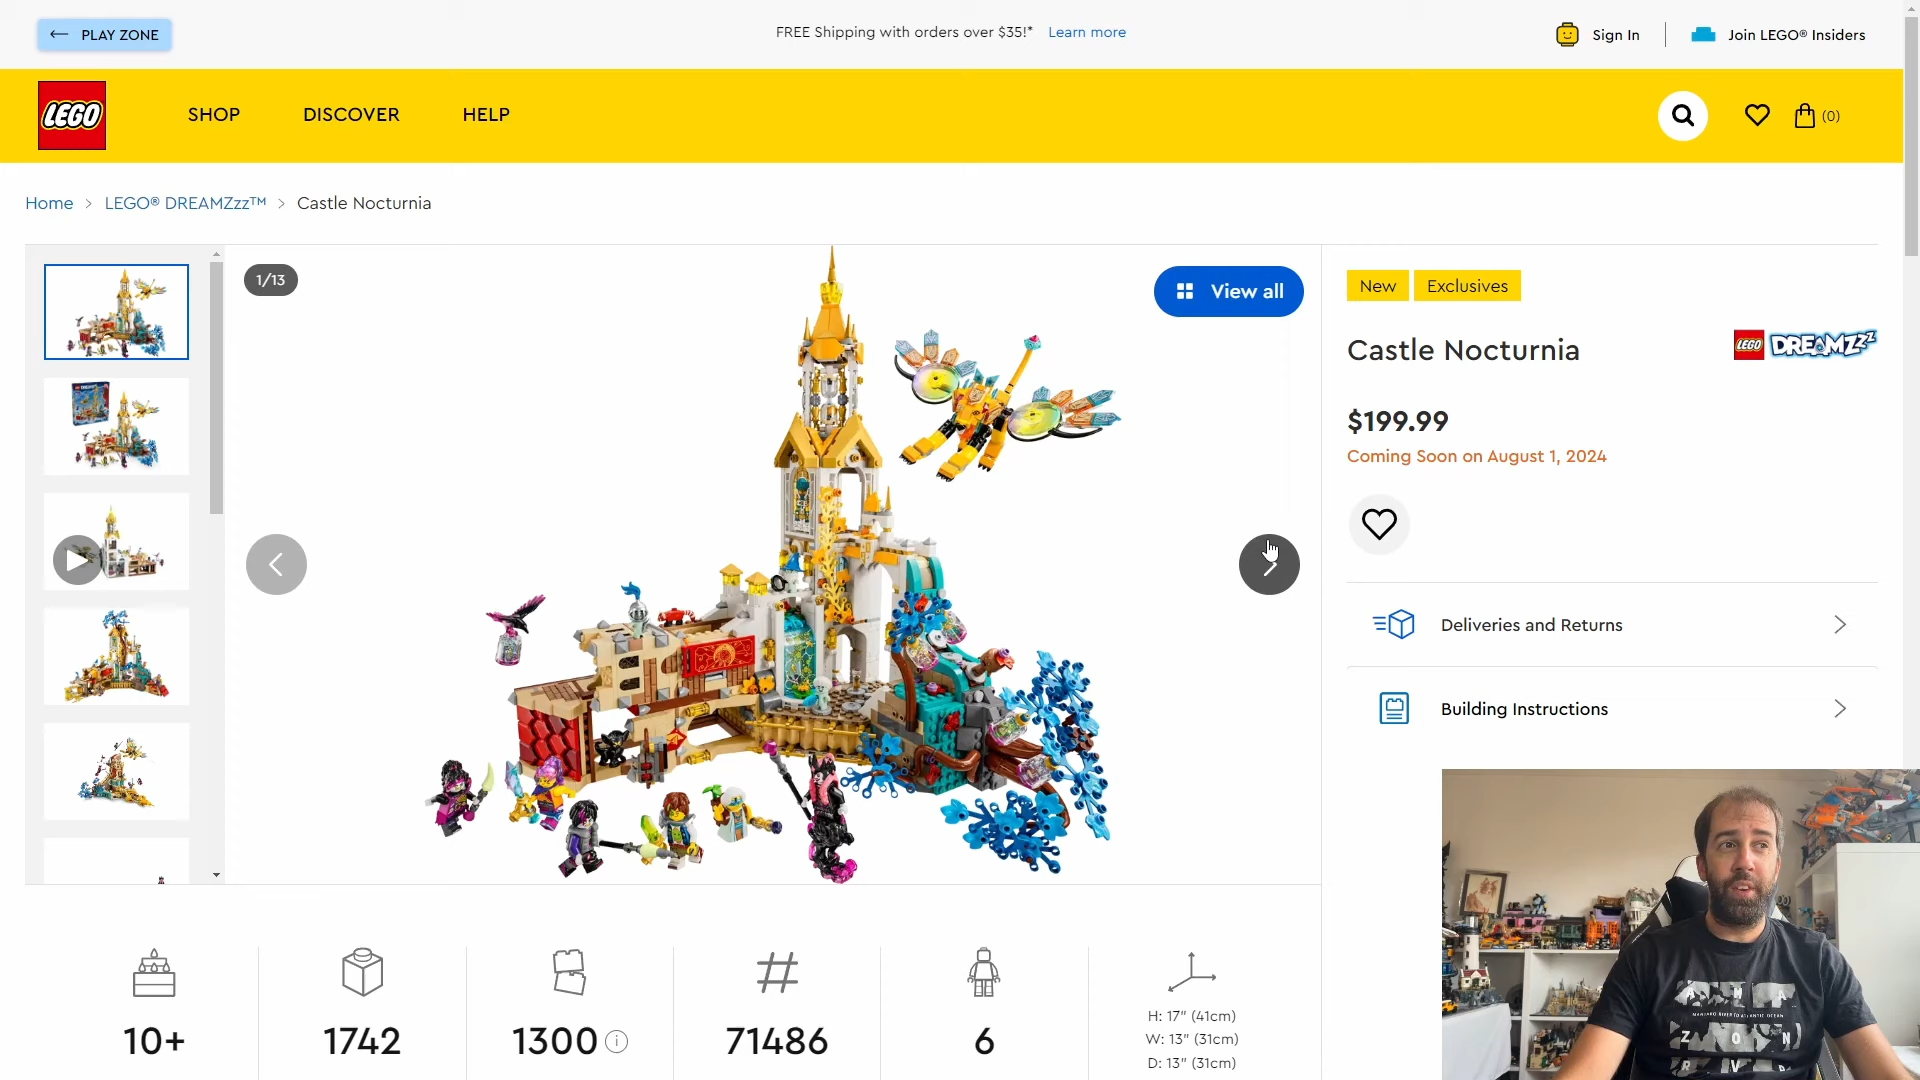 PLAY ZONE
FREE Shipping with orders over $35!* Learn more
Sign In
Join LEGO® Insiders
LEGO
SHOP
DISCOVER
HELP
(0)
Home > LEGO® DREAMZzz™ > Castle Nocturnia
1/13
View all
New
Exclusives
Castle Nocturnia
LEGO DREAMZzz
$199.99
Coming Soon on August 1, 2024
Deliveries and Returns
Building Instructions
10+
1742
1300
71486
6
H: 17" (41cm)
W: 13" (31cm)
D: 13" (31cm)
A M A
Z O N